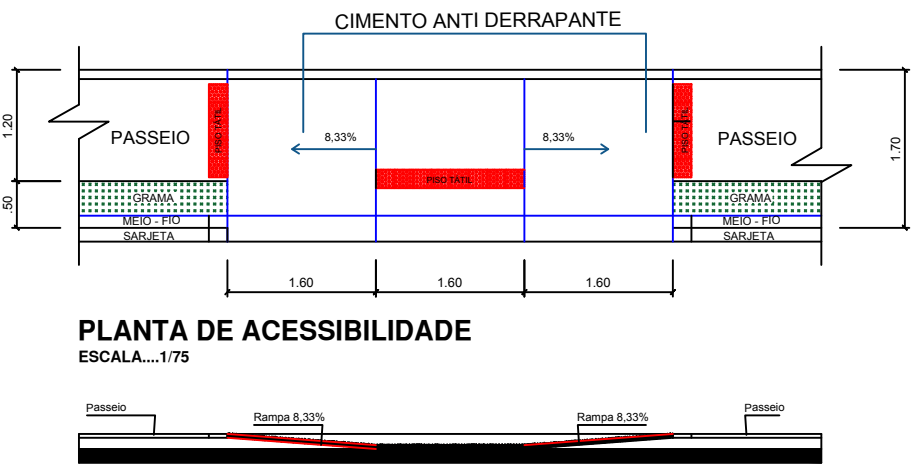 CIMENTO ANTI DERRAPANTE
1.20
.50
PASSEIO
PISO TÁTIL
8,33%
8,33%
PISO TÁTIL
PISO TÁTIL
PASSEIO
1.70
GRAMA
GRAMA
MEIO - FIO
MEIO - FIO
SARJETA
SARJETA
1.60
1.60
1.60
PLANTA DE ACESSIBILIDADE
ESCALA....1/75
Passeio
Rampa 8,33%
Rampa 8,33%
Passeio